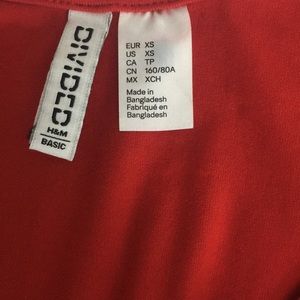 DIVIDED
H&M
BASIC
EUR XS
US XS
CA TP
CN 160/80A
MX XCH
Made in
Bangladesh
Fabriqué en
Bangladesh